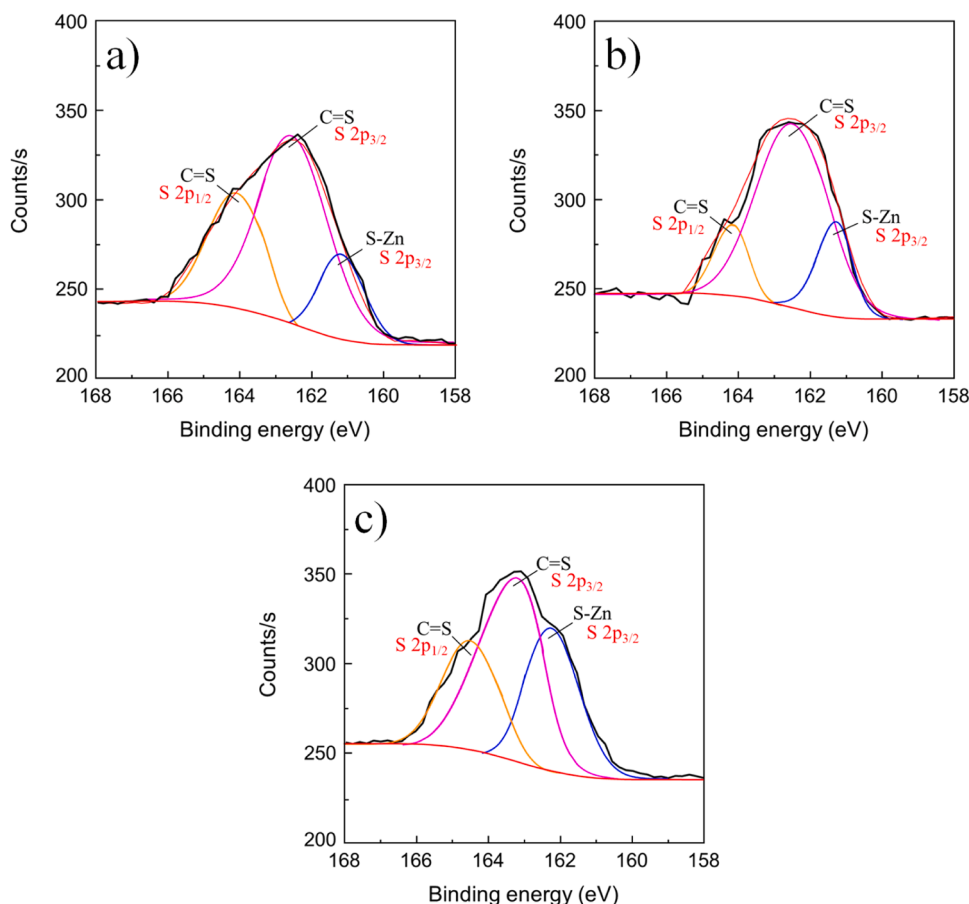 a)
400
350
300
250
200
Counts/s
C=S
S 2p3/2
C=S
S 2p1/2
S-Zn
S 2p3/2
168 166 164 162 160 158
Binding energy (eV)
b)
400
350
300
250
200
Counts/s
C=S
S 2p3/2
C=S
S 2p1/2
S-Zn
S 2p3/2
168 166 164 162 160 158
Binding energy (eV)
c)
400
350
300
250
200
Counts/s
C=S
S 2p3/2
C=S
S 2p1/2
S-Zn
S 2p3/2
168 166 164 162 160 158
Binding energy (eV)